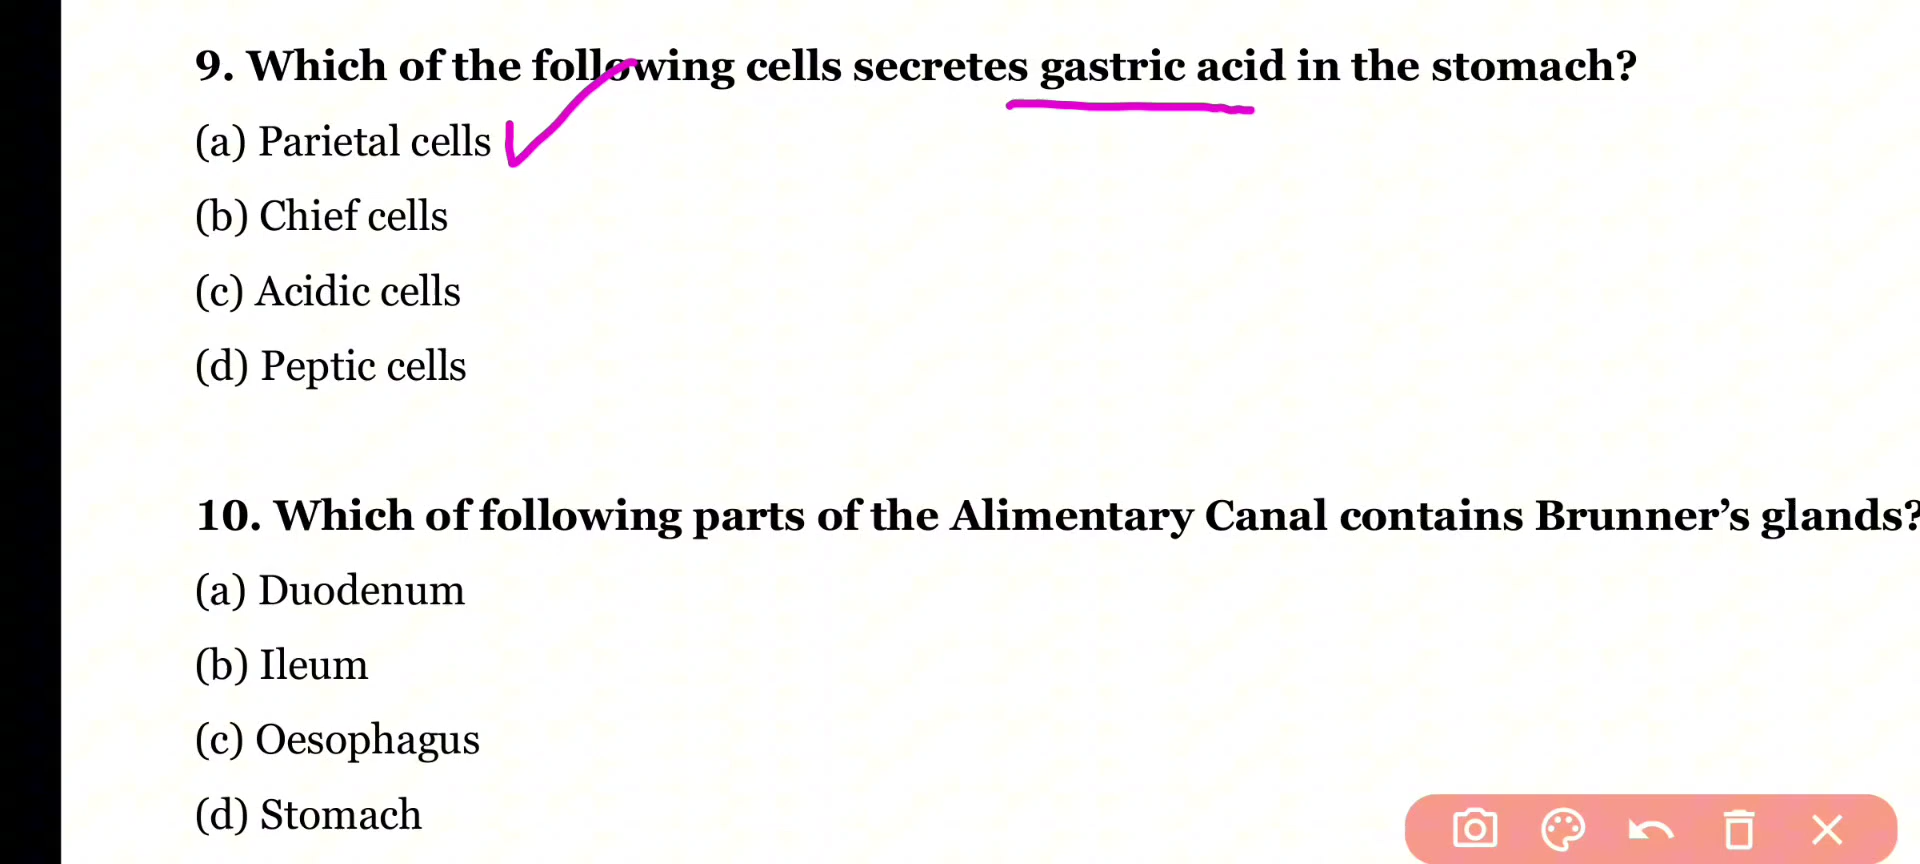 9. Which of the following cells secretes gastric acid in the stomach?
(a) Parietal cells
(b) Chief cells
(c) Acidic cells
(d) Peptic cells
10. Which of following parts of the Alimentary Canal contains Brunner’s glands?
(a) Duodenum
(b) Ileum
(c) Oesophagus
(d) Stomach